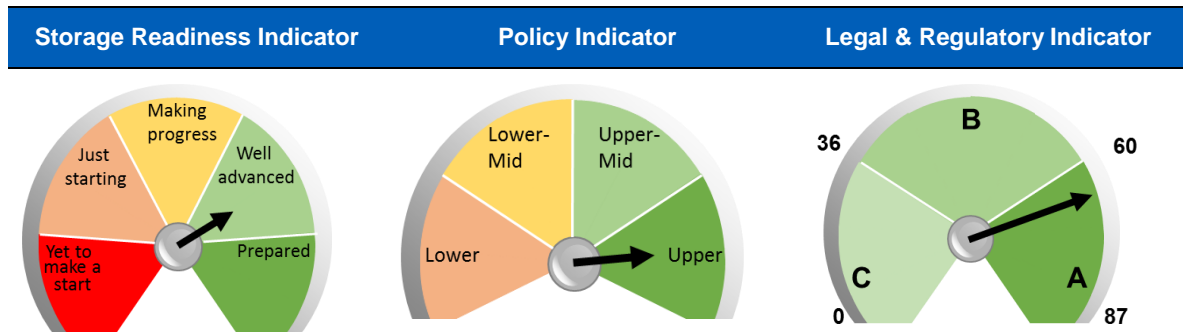 Storage Readiness Indicator
Policy Indicator
Legal & Regulatory Indicator
Making
progress
Just
starting
Well
advanced
Yet to
make a
start
Prepared
Lower-
Mid
Upper-
Mid
Lower
Upper
B
36
60
C
A
0
87